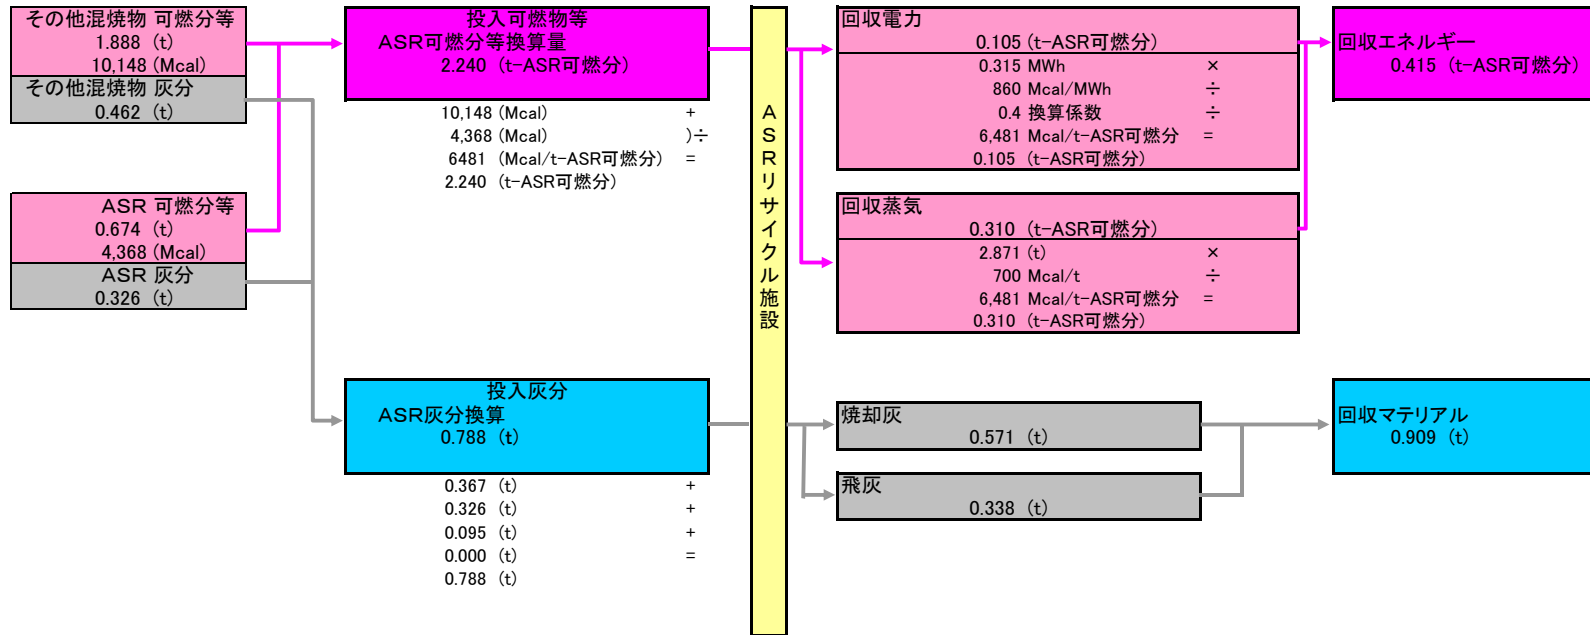 その他混焼物 可燃分等
1.888 (t)
10,148 (Mcal)
その他混焼物 灰分
0.462 (t)
ASR 可燃分等
0.674 (t)
4,368 (Mcal)
ASR 灰分
0.326 (t)
投入可燃物等
ASR可燃分等換算量
2.240 (t-ASR可燃分)
10,148 (Mcal) +
4,368 (Mcal) )÷
6481 (Mcal/t-ASR可燃分) =
2.240 (t-ASR可燃分)
投入灰分
ASR灰分換算
0.788 (t)
0.367 (t) +
0.326 (t) +
0.095 (t) +
0.000 (t) =
0.788 (t)
ASRリサイクル施設
回収電力
0.105 (t-ASR可燃分)
0.315 MWh ×
860 Mcal/MWh ÷
0.4 換算係数 ÷
6,481 Mcal/t-ASR可燃分 =
0.105 (t-ASR可燃分)
回収蒸気
0.310 (t-ASR可燃分)
2.871 (t) ×
700 Mcal/t ÷
6,481 Mcal/t-ASR可燃分 =
0.310 (t-ASR可燃分)
焼却灰
0.571 (t)
飛灰
0.338 (t)
回収エネルギー
0.415 (t-ASR可燃分)
回収マテリアル
0.909 (t)